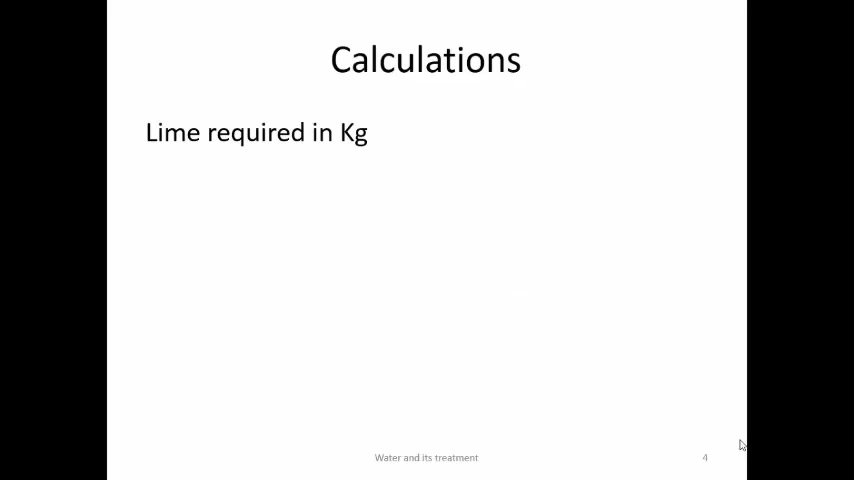 Calculations
Lime required in Kg
Water and its treatment
4